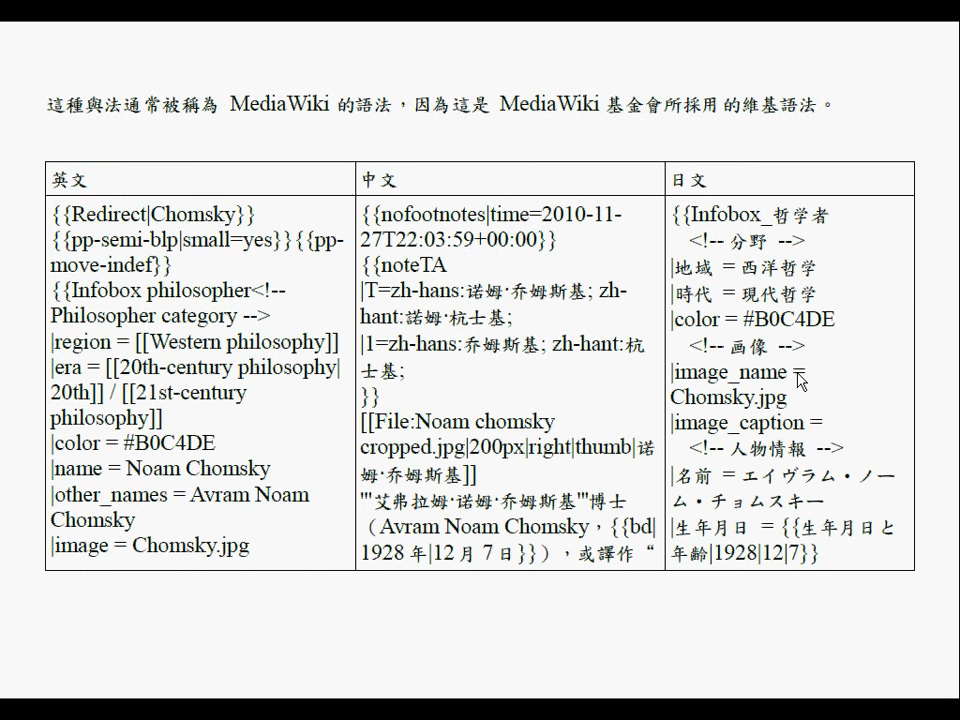 這種與法通常被稱為 MediaWiki 的語法，因為這是 MediaWiki 基金會所採用的維基語法。
英文
{{Redirect|Chomsky}}
{{pp-semi-blp|small=yes}}{{pp-
move-indef}}
{{Infobox philosopher<!--
Philosopher category -->
|region = [[Western philosophy]]
|era = [[20th-century philosophy|
20th]] / [[21st-century
philosophy]]
|color = #B0C4DE
|name = Noam Chomsky
|other_names = Avram Noam
Chomsky
|image = Chomsky.jpg
中文
{{nofootnotes|time=2010-11-
27T22:03:59+00:00}}
{{noteTA
|T=zh-hans:诺姆·乔姆斯基; zh-
hant:諾姆·杭士基;
|1=zh-hans:乔姆斯基; zh-hant:杭
士基;
}}
[[File:Noam chomsky
cropped.jpg|200px|right|thumb|诺
姆·乔姆斯基]]
'''艾弗拉姆·诺姆·乔姆斯基'''博士
（Avram Noam Chomsky，{{bd|
1928年|12月7日}}），或譯作“
日文
{{Infobox_哲学者
<!-- 分野 -->
|地域 = 西洋哲学
|時代 = 現代哲学
|color = #B0C4DE
<!-- 画像 -->
|image_name =
Chomsky.jpg
|image_caption =
<!-- 人物情報 -->
|名前 = エイヴラム・ノー
ム・チョムスキー
|生年月日 = {{生年月日と
年齢|1928|12|7}}